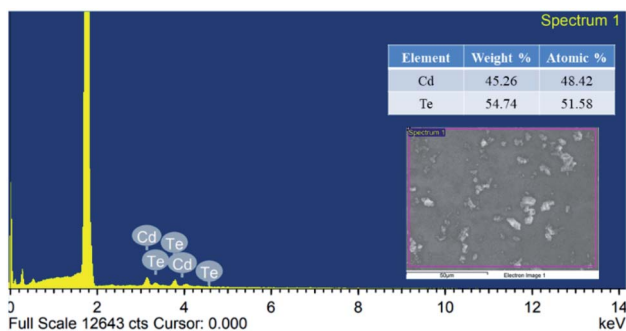 Spectrum 1
Element Weight % Atomic %
Cd 45.26 48.42
Te 54.74 51.58
Spectrum 1
50μm Electron Image 1
Cd Te
Te Cd Te
0 2 4 6 8 10 12 14
Full Scale 12643 cts Cursor: 0.000 keV